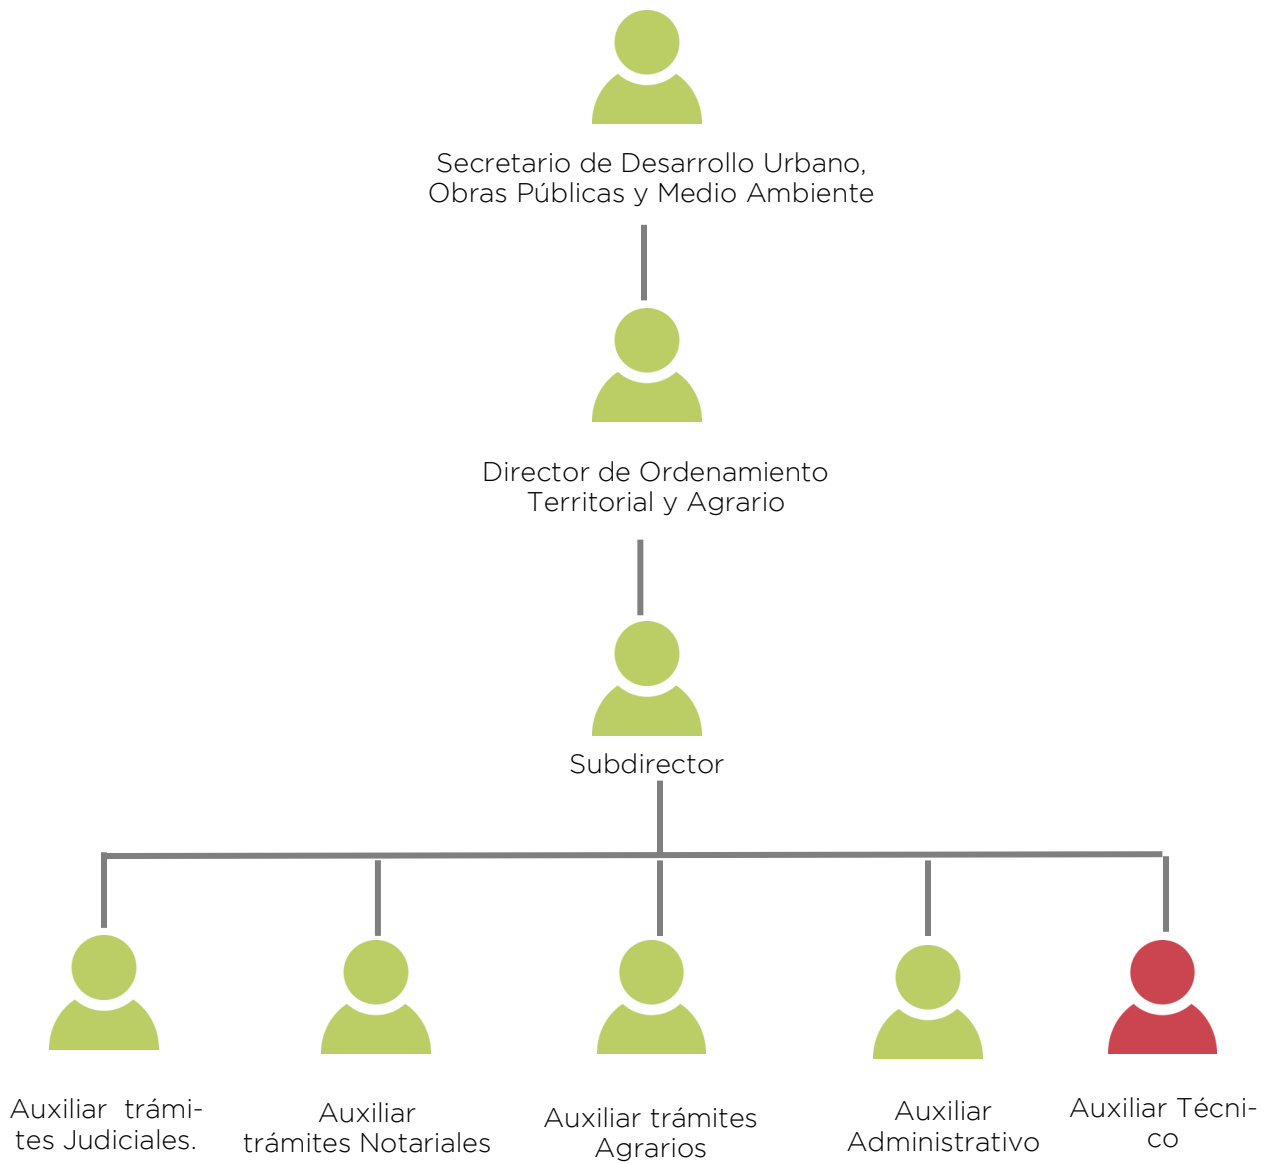 Secretario de Desarrollo Urbano,
Obras Públicas y Medio Ambiente
Director de Ordenamiento
Territorial y Agrario
Subdirector
Auxiliar trámi-
tes Judiciales.
Auxiliar
trámites Notariales
Auxiliar trámites
Agrarios
Auxiliar
Administrativo
Auxiliar Técni-
co